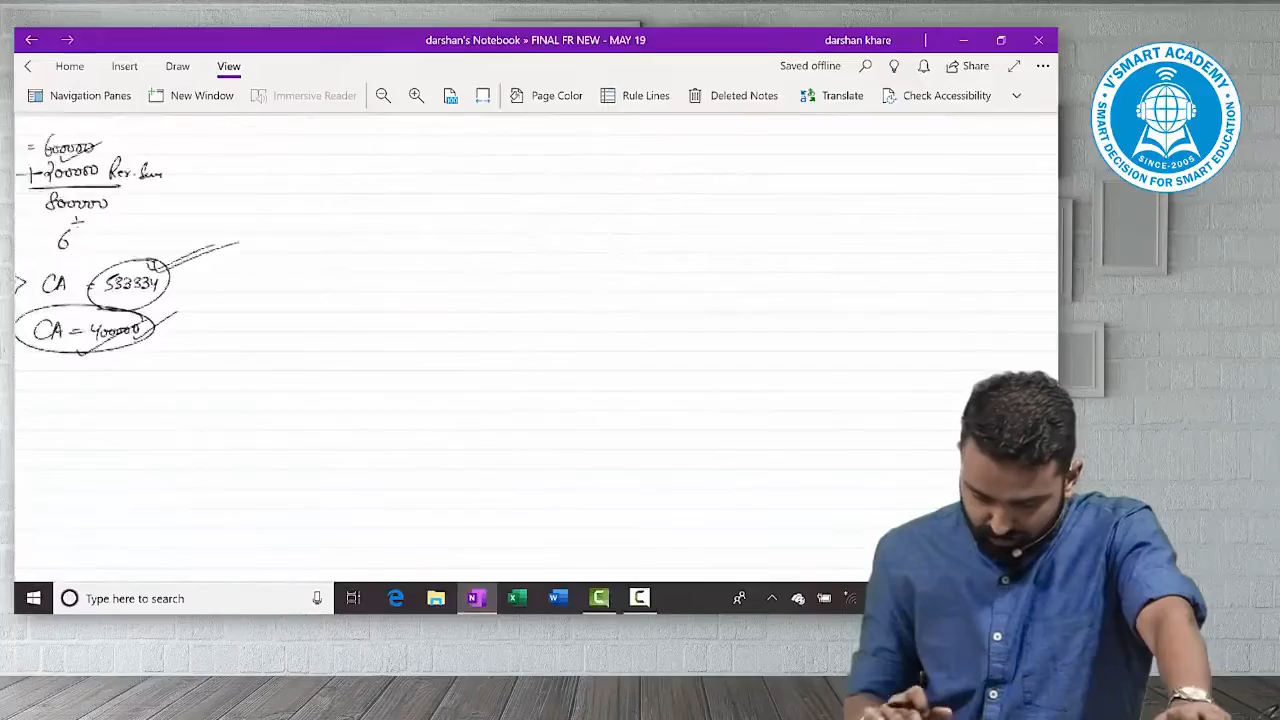 darshan's Notebook » FINAL FR NEW - MAY 19
darshan khare
Home Insert Draw View
Saved offline
Share
Navigation Panes New Window Immersive Reader
Page Color Rule Lines Deleted Notes Translate Check Accessibility
= 600000
+ 200000 Rev. Sur
800000
÷
6
> CA = 533334
CA = 400000
Type here to search
V'SMART ACADEMY
SMART DECISION FOR SMART EDUCATION
SINCE-2005